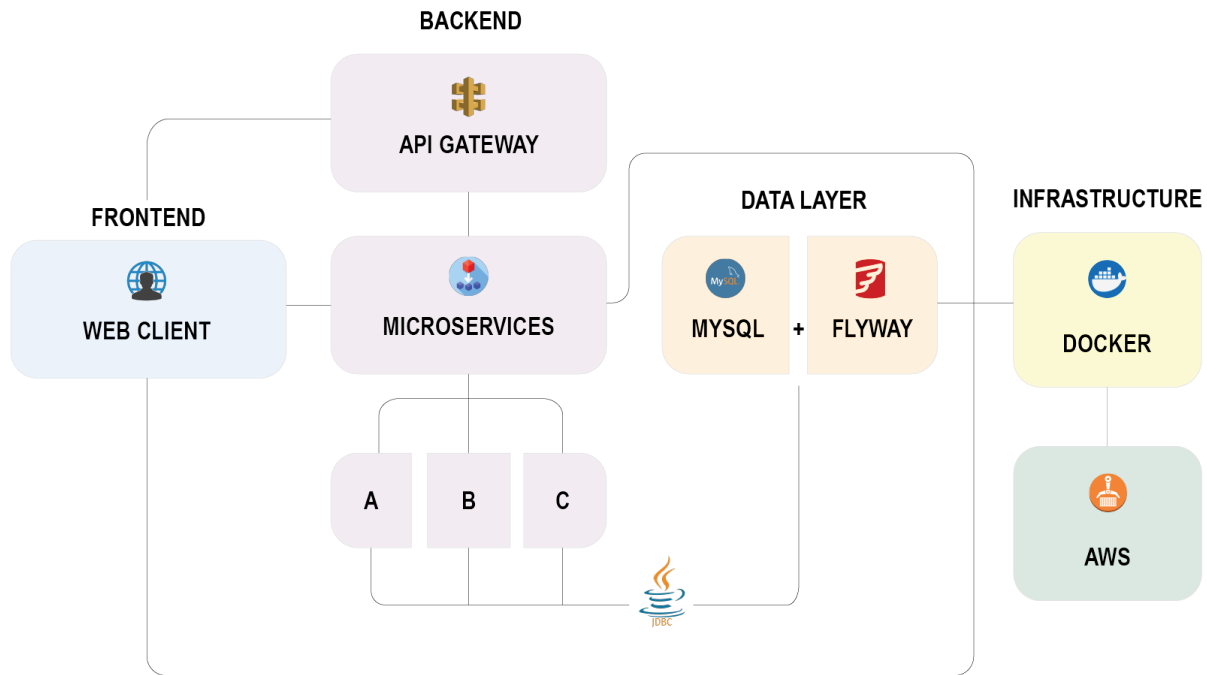 BACKEND
API GATEWAY
FRONTEND
WEB CLIENT
MICROSERVICES
DATA LAYER
MySQL
MYSQL + FLYWAY
INFRASTRUCTURE
DOCKER
A B C
AWS
JDBC